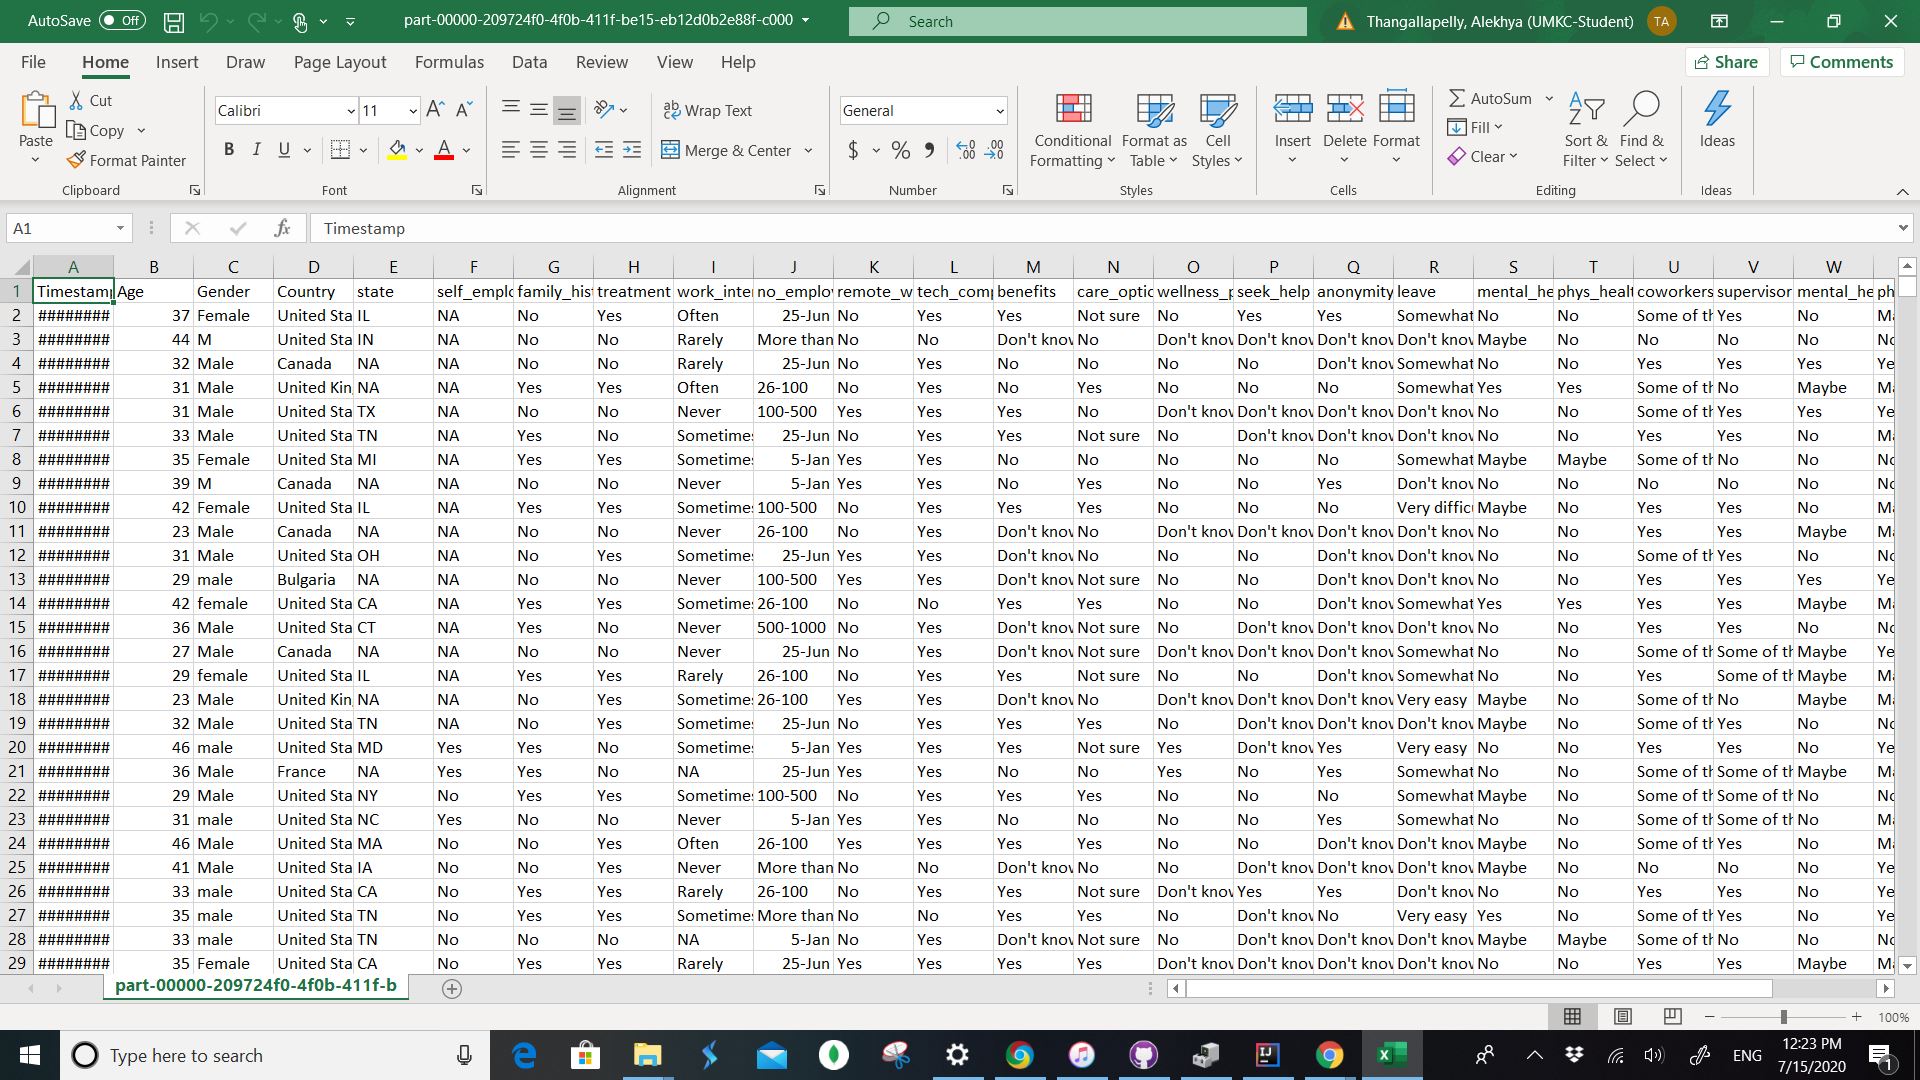 AutoSave Off part-00000-209724f0-4f0b-411f-be15-eb12d0b2e88f-c000 Search Thangallapelly, Alekhya (UMKC-Student) TA
File Home Insert Draw Page Layout Formulas Data Review View Help Share Comments
Cut Calibri 11 Wrap Text General AutoSum
Copy Paste Format Painter B I U Merge & Center $ % Conditional Formatting Format as Table Cell Styles Insert Delete Format Fill Clear Sort & Filter Find & Select Ideas
Clipboard Font Alignment Number Styles Cells Editing Ideas
A1 fx Timestamp
A B C D E F G H I J K L M N O P Q R S T U V W
1 Timestamp Age Gender Country state self_emplo family_his treatment work_inte no_emplo remote_w tech_comp benefits care_optio wellness_p seek_help anonymity leave mental_he phys_healt coworkers supervisor mental_he ph
2 ######## 37 Female United Sta IL NA No Yes Often 25-Jun No Yes Yes Not sure No Yes Yes Somewhat No No Some of th Yes No Ma
3 ######## 44 M United Sta IN NA No No Rarely More than No No Don't know No Don't know Don't know Don't know Don't know Maybe No No No No No
4 ######## 32 Male Canada NA NA No No Rarely 25-Jun No Yes No No No No Don't know Somewhat No No Yes Yes Yes Ye
5 ######## 31 Male United Kin NA NA Yes Yes Often 26-100 No Yes No Yes No No No Somewhat Yes Yes Some of th No Maybe Ma
6 ######## 31 Male United Sta TX NA No No Never 100-500 Yes Yes Yes No Don't know Don't know Don't know Don't know No No Some of th Yes Yes Ye
7 ######## 33 Male United Sta TN NA Yes No Sometimes 25-Jun No Yes Yes Not sure No Don't know Don't know Don't know No No Yes Yes No Ma
8 ######## 35 Female United Sta MI NA Yes Yes Sometimes 5-Jan Yes Yes No No No No No Somewhat Maybe Maybe Some of th No No No
9 ######## 39 M Canada NA NA No No Never 5-Jan Yes Yes No Yes No No Yes Don't know No No No No No No
10 ######## 42 Female United Sta IL NA Yes Yes Sometimes 100-500 No Yes Yes Yes No No No Very diffic Maybe No Yes Yes No Ma
11 ######## 23 Male Canada NA NA No No Never 26-100 No Yes Don't know No Don't know Don't know Don't know Don't know No No Yes Yes Maybe Ma
12 ######## 31 Male United Sta OH NA No Yes Sometimes 25-Jun Yes Yes Don't know No No No Don't know Don't know No No Some of th Yes No No
13 ######## 29 male Bulgaria NA NA No No Never 100-500 Yes Yes Don't know Not sure No No Don't know Don't know No No Yes Yes Yes Ye
14 ######## 42 female United Sta CA NA Yes Yes Sometimes 26-100 No No Yes Yes No No Don't know Somewhat Yes Yes Yes Yes Maybe Ma
15 ######## 36 Male United Sta CT NA Yes No Never 500-1000 No Yes Don't know Not sure No Don't know Don't know Don't know No No Yes Yes No No
16 ######## 27 Male Canada NA NA No No Never 25-Jun No Yes Don't know Not sure Don't know Don't know Don't know Somewhat No No Some of th Some of th Maybe Ye
17 ######## 29 female United Sta IL NA Yes Yes Rarely 26-100 No Yes Yes Not sure No No Don't know Somewhat No No Yes Some of th Maybe Ma
18 ######## 23 Male United Kin NA NA No Yes Sometimes 26-100 Yes Yes Don't know No Don't know Don't know Don't know Very easy Maybe No Some of th No Maybe Ma
19 ######## 32 Male United Sta TN NA No Yes Sometimes 25-Jun No Yes Yes Yes No Don't know Don't know Don't know Maybe No Some of th Yes No No
20 ######## 46 male United Sta MD Yes Yes No Sometimes 5-Jan Yes Yes Yes Not sure Yes Don't know Yes Very easy No No Yes Yes No Ye
21 ######## 36 Male France NA Yes Yes No NA 25-Jun Yes Yes No No Yes No Yes Somewhat No No Some of th Some of th Maybe Ma
22 ######## 29 Male United Sta NY No Yes Yes Sometimes 100-500 No Yes Yes Yes No No No Somewhat Maybe No Some of th Some of th No No
23 ######## 31 male United Sta NC Yes No No Never 5-Jan Yes Yes No No No No Yes Somewhat No No Some of th Some of th No Ma
24 ######## 46 Male United Sta MA No No Yes Often 26-100 Yes Yes Yes Yes No No Don't know Don't know Maybe No Some of th Yes No Ma
25 ######## 41 Male United Sta IA No No Yes Never More than No No Don't know No No Don't know Don't know Don't know Maybe No No No No Ye
26 ######## 33 male United Sta CA No Yes Yes Rarely 26-100 No Yes Yes Not sure Don't know Yes Yes Don't know No No Yes Yes No Ye
27 ######## 35 male United Sta TN No Yes Yes Sometimes More than No No Yes Yes No Don't know No Very easy Yes No Some of th Yes No Ye
28 ######## 33 male United Sta TN No No No NA 5-Jan No Yes Don't know Not sure No Don't know Don't know Don't know Maybe Maybe Some of th No No No
29 ######## 35 Female United Sta CA No Yes Yes Rarely 25-Jun Yes Yes Yes Yes Don't know Don't know Don't know Don't know No No Yes Yes Maybe Ma
part-00000-209724f0-4f0b-411f-b
100%
Type here to search ENG 12:23 PM
7/15/2020 1